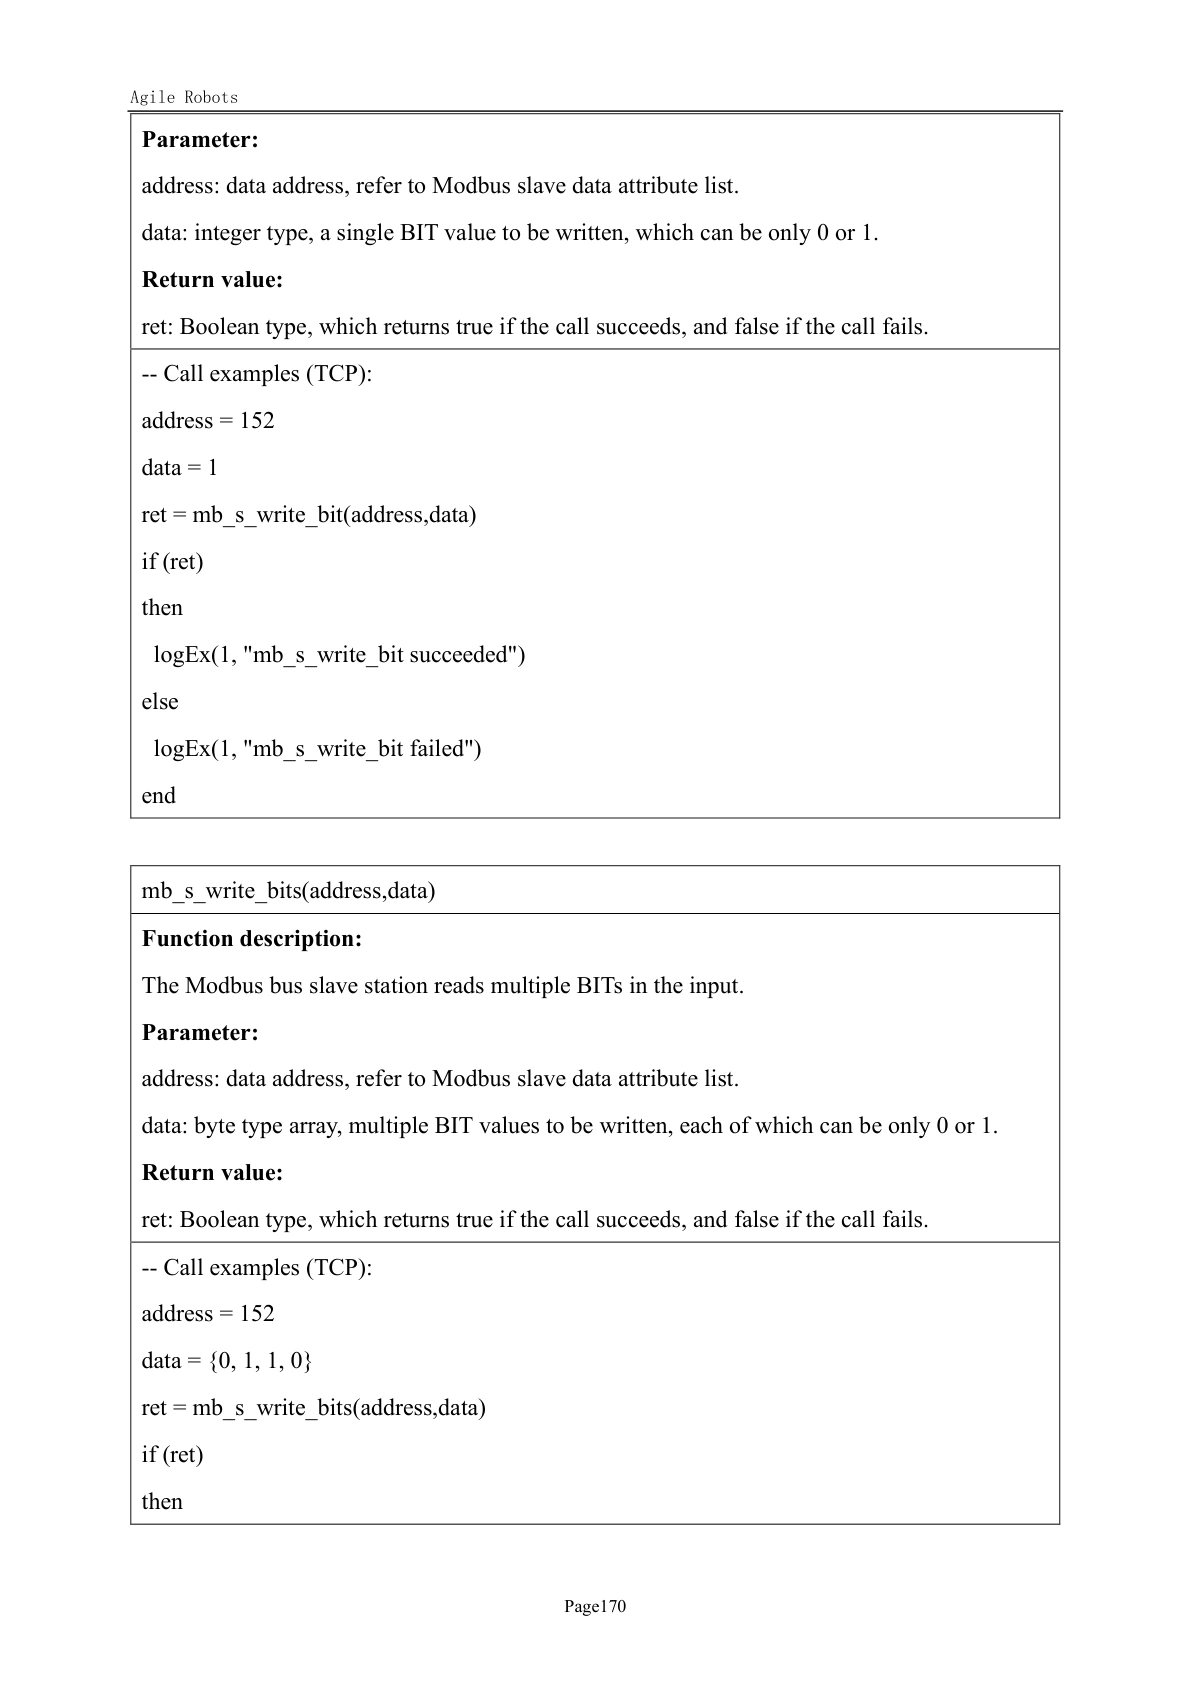 Agile Robots
Parameter:
address: data address, refer to Modbus slave data attribute list.
data: integer type, a single BIT value to be written, which can be only 0 or 1.
Return value:
ret: Boolean type, which returns true if the call succeeds, and false if the call fails.
-- Call examples (TCP):
address = 152
data = 1
ret = mb_s_write_bit(address,data)
if (ret)
then
  logEx(1, "mb_s_write_bit succeeded")
else
  logEx(1, "mb_s_write_bit failed")
end
mb_s_write_bits(address,data)
Function description:
The Modbus bus slave station reads multiple BITs in the input.
Parameter:
address: data address, refer to Modbus slave data attribute list.
data: byte type array, multiple BIT values to be written, each of which can be only 0 or 1.
Return value:
ret: Boolean type, which returns true if the call succeeds, and false if the call fails.
-- Call examples (TCP):
address = 152
data = {0, 1, 1, 0}
ret = mb_s_write_bits(address,data)
if (ret)
then
Page170